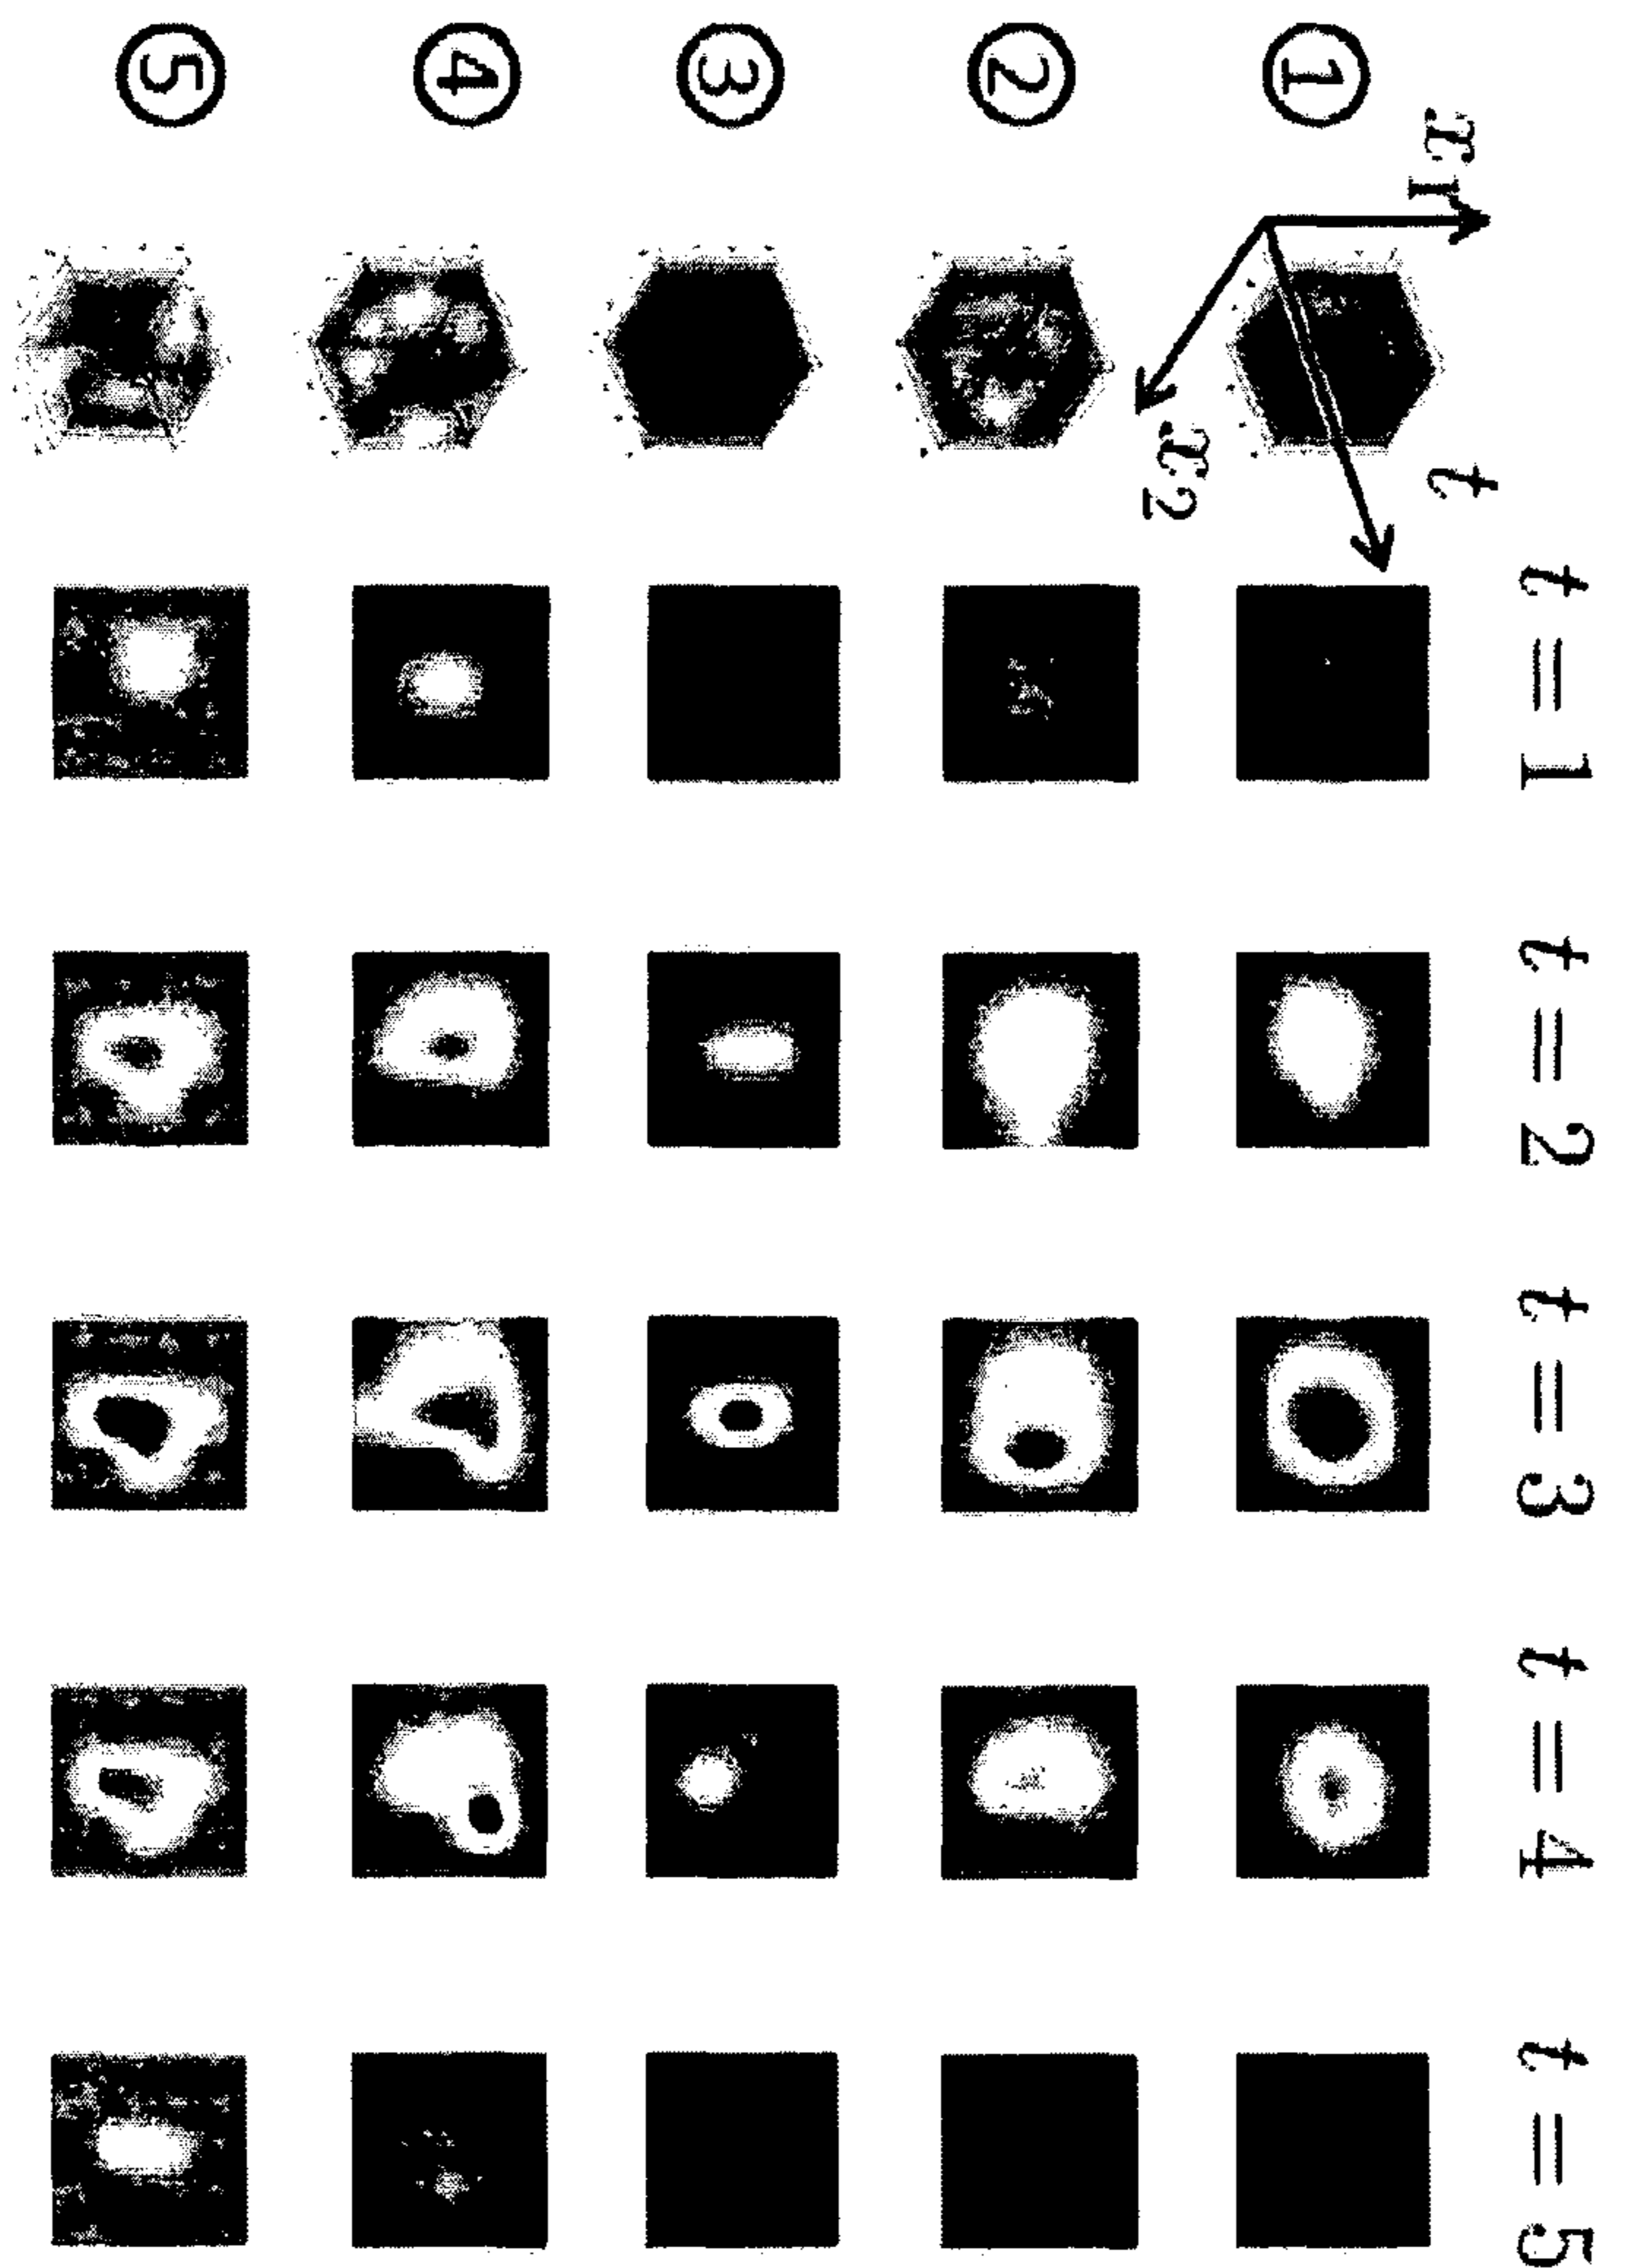 t = 1 t = 2 t = 3 t = 4 t = 5
x1
x2
t
①
②
③
④
⑤